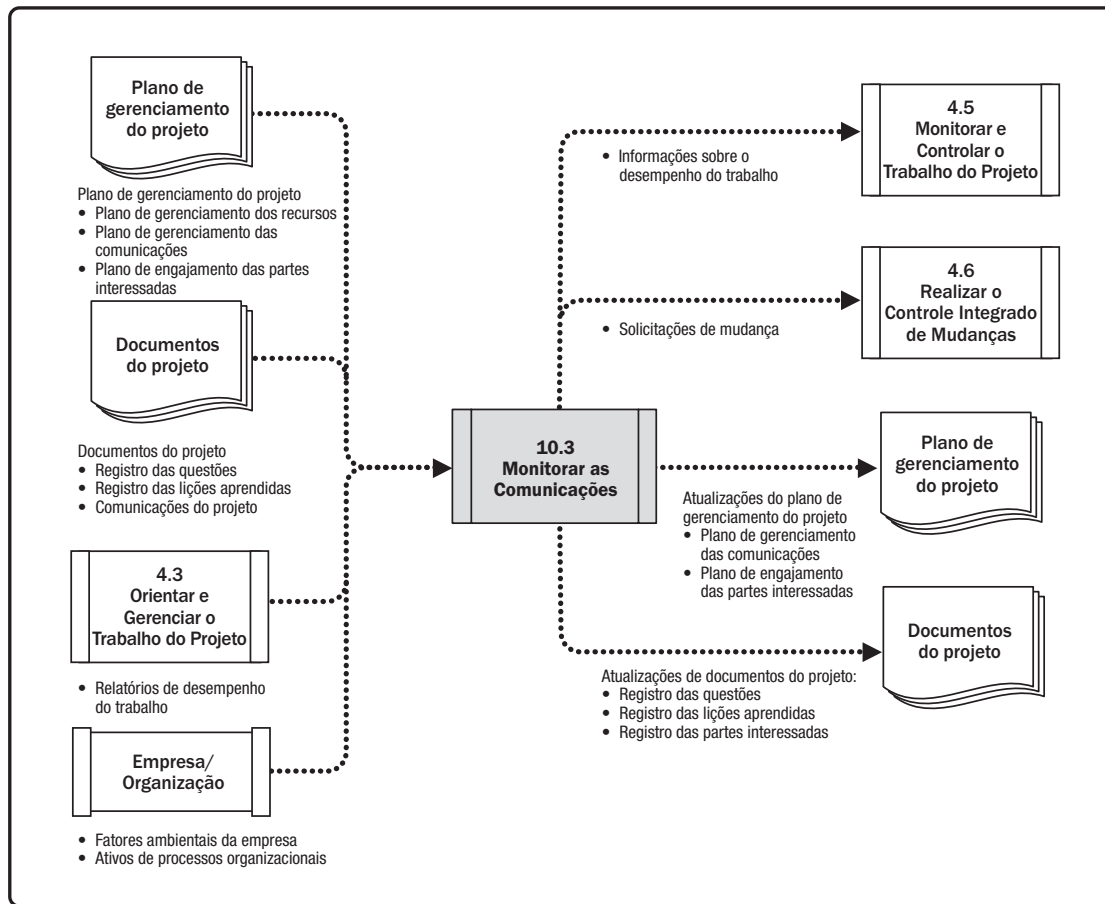 Plano de
gerenciamento
do projeto
Plano de gerenciamento do projeto
• Plano de gerenciamento dos recursos
• Plano de gerenciamento das
comunicações
• Plano de engajamento das partes
interessadas
Documentos
do projeto
Documentos do projeto
• Registro das questões
• Registro das lições aprendidas
• Comunicações do projeto
4.3
Orientar e
Gerenciar o
Trabalho do Projeto
• Relatórios de desempenho
do trabalho
Empresa/
Organização
• Fatores ambientais da empresa
• Ativos de processos organizacionais
10.3
Monitorar as
Comunicações
• Informações sobre o
desempenho do trabalho
4.5
Monitorar e
Controlar o
Trabalho do Projeto
• Solicitações de mudança
4.6
Realizar o
Controle Integrado
de Mudanças
Atualizações do plano de
gerenciamento do projeto
• Plano de gerenciamento
das comunicações
• Plano de engajamento
das partes interessadas
Plano de
gerenciamento
do projeto
Atualizações de documentos do projeto:
• Registro das questões
• Registro das lições aprendidas
• Registro das partes interessadas
Documentos
do projeto